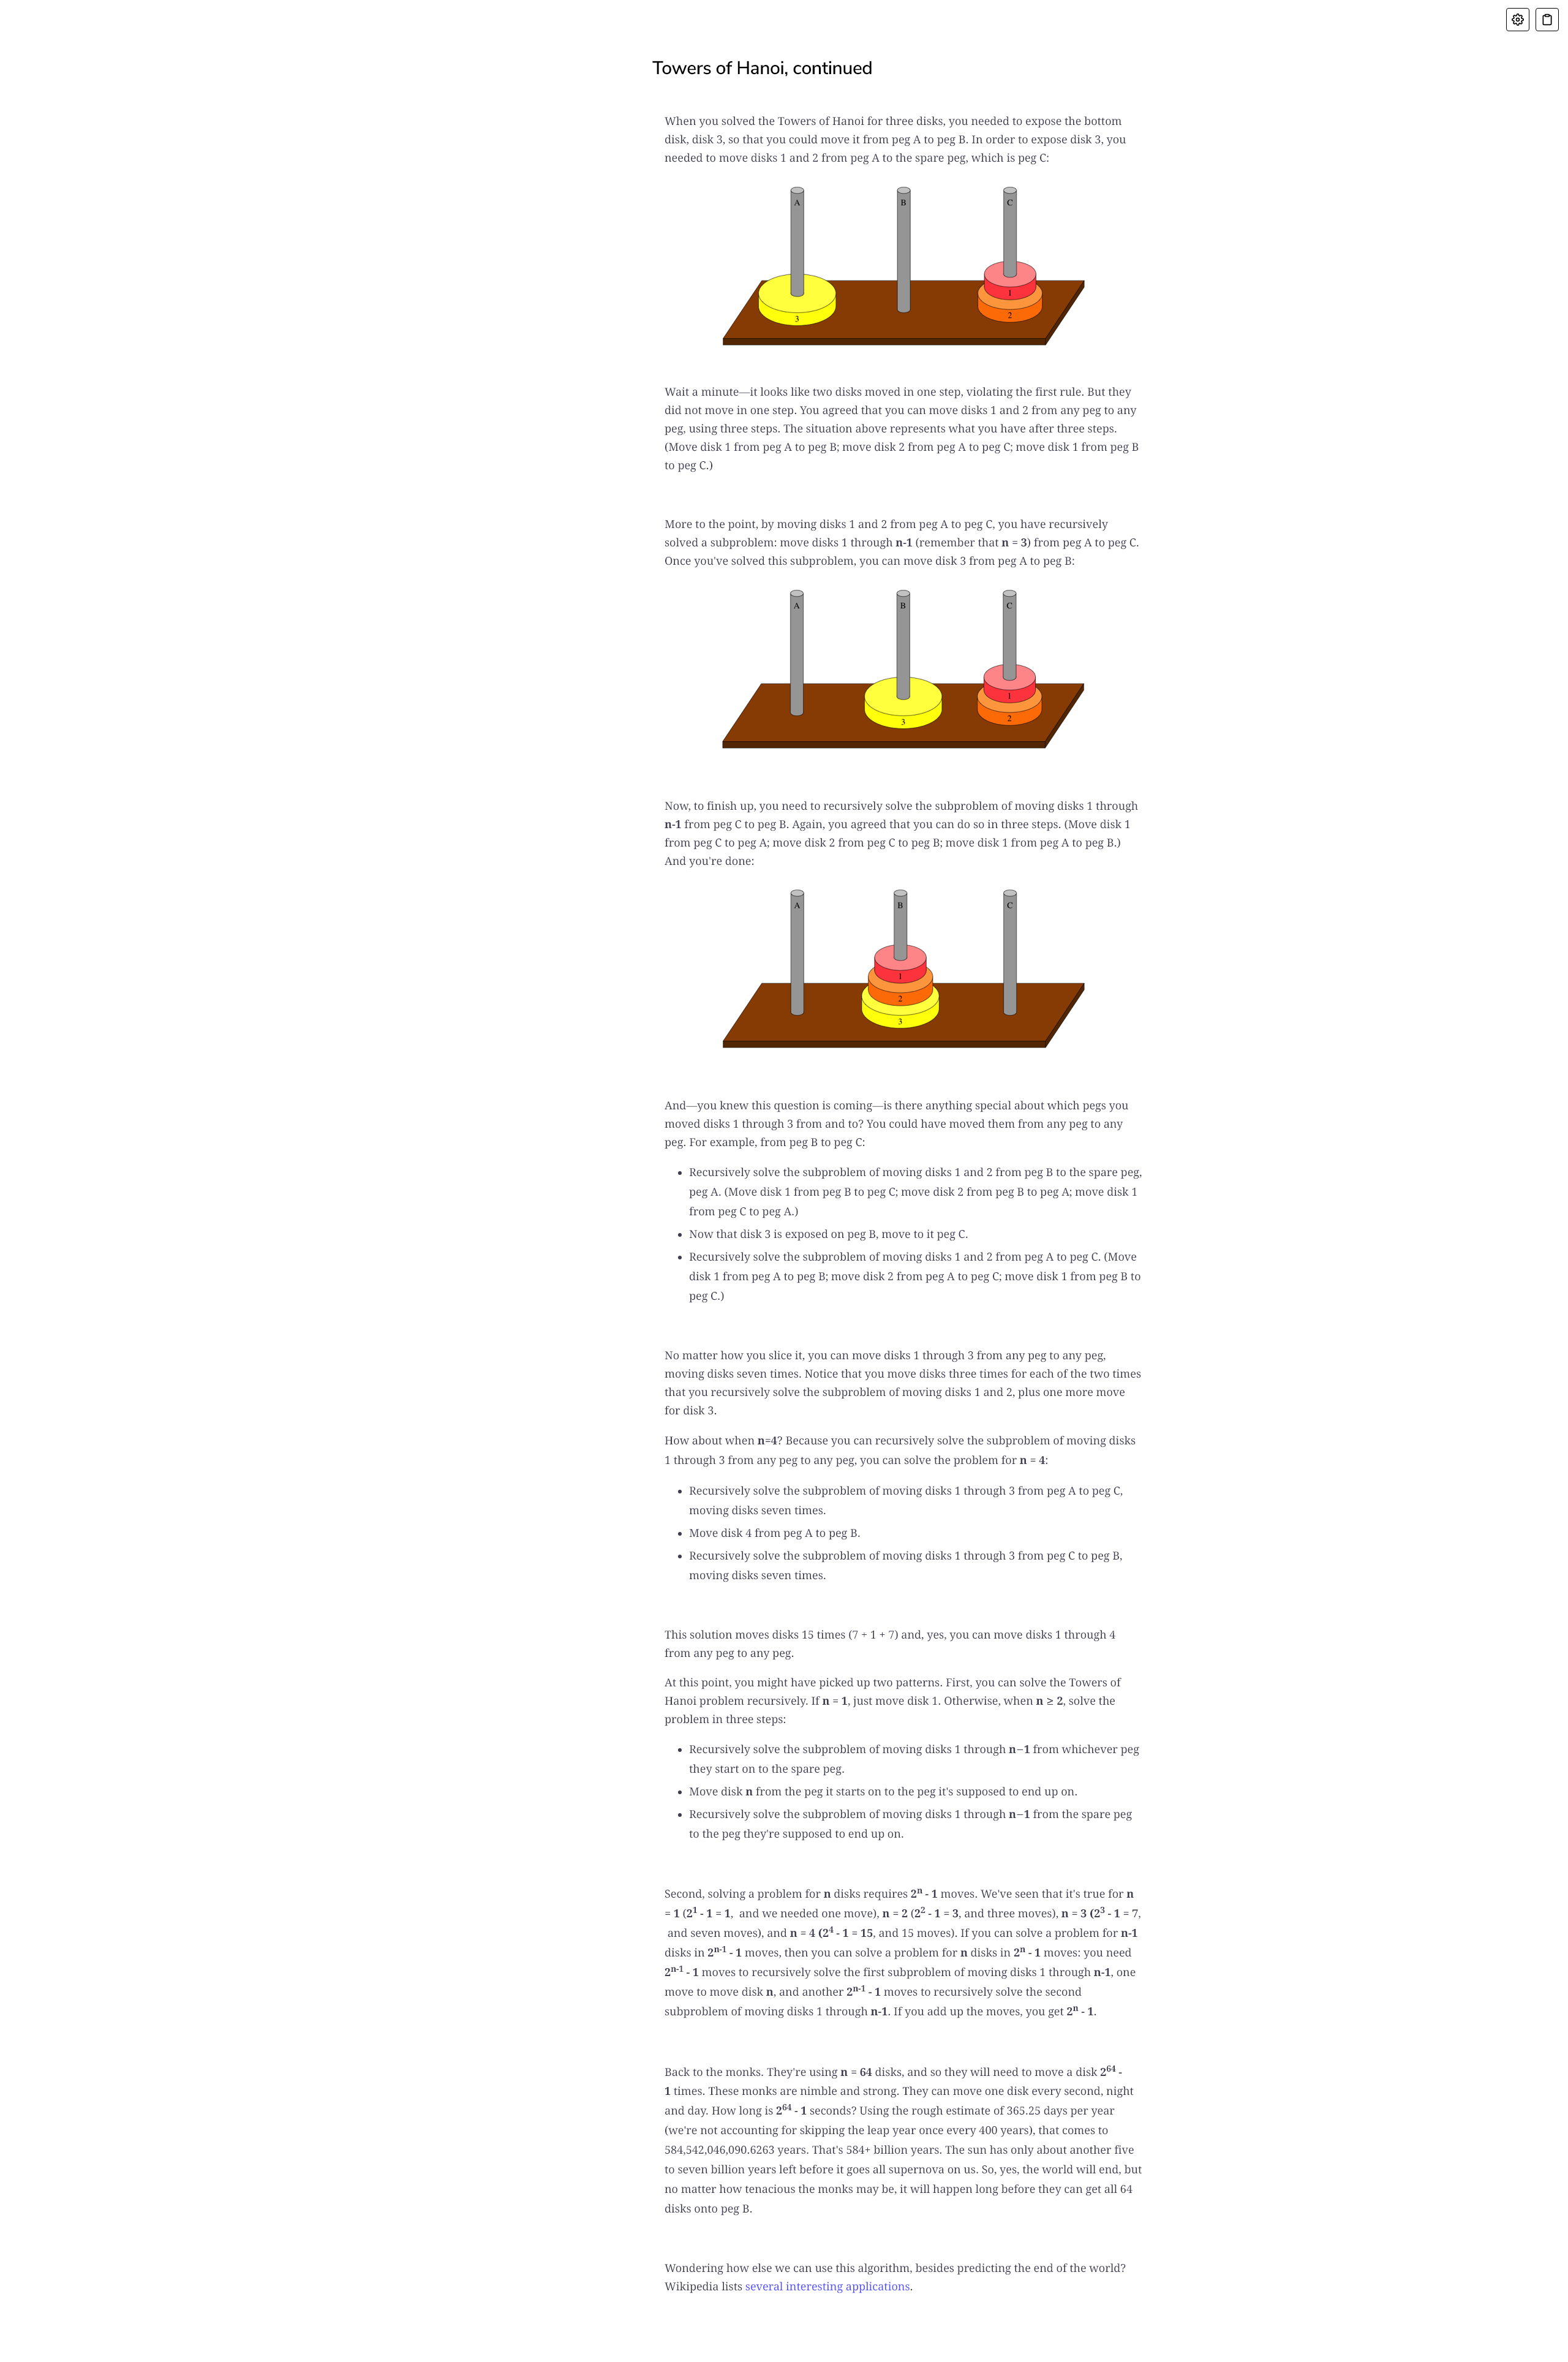 Towers of Hanoi, continued
When you solved the Towers of Hanoi for three disks, you needed to expose the bottom
disk, disk 3, so that you could move it from peg A to peg B. In order to expose disk 3, you
needed to move disks 1 and 2 from peg A to the spare peg, which is peg C:
A B C
1
3 2
Wait a minute—it looks like two disks moved in one step, violating the first rule. But they
did not move in one step. You agreed that you can move disks 1 and 2 from any peg to any
peg, using three steps. The situation above represents what you have after three steps.
(Move disk 1 from peg A to peg B; move disk 2 from peg A to peg C; move disk 1 from peg B
to peg C.)
More to the point, by moving disks 1 and 2 from peg A to peg C, you have recursively
solved a subproblem: move disks 1 through n-1 (remember that n = 3) from peg A to peg C.
Once you've solved this subproblem, you can move disk 3 from peg A to peg B:
A B C
1
3 2
Now, to finish up, you need to recursively solve the subproblem of moving disks 1 through
n-1 from peg C to peg B. Again, you agreed that you can do so in three steps. (Move disk 1
from peg C to peg A; move disk 2 from peg C to peg B; move disk 1 from peg A to peg B.)
And you're done:
A B C
1
2
3
And—you knew this question is coming—is there anything special about which pegs you
moved disks 1 through 3 from and to? You could have moved them from any peg to any
peg. For example, from peg B to peg C:
• Recursively solve the subproblem of moving disks 1 and 2 from peg B to the spare peg,
peg A. (Move disk 1 from peg B to peg C; move disk 2 from peg B to peg A; move disk 1
from peg C to peg A.)
• Now that disk 3 is exposed on peg B, move to it peg C.
• Recursively solve the subproblem of moving disks 1 and 2 from peg A to peg C. (Move
disk 1 from peg A to peg B; move disk 2 from peg A to peg C; move disk 1 from peg B to
peg C.)
No matter how you slice it, you can move disks 1 through 3 from any peg to any peg,
moving disks seven times. Notice that you move disks three times for each of the two times
that you recursively solve the subproblem of moving disks 1 and 2, plus one more move
for disk 3.
How about when n=4? Because you can recursively solve the subproblem of moving disks
1 through 3 from any peg to any peg, you can solve the problem for n = 4:
• Recursively solve the subproblem of moving disks 1 through 3 from peg A to peg C,
moving disks seven times.
• Move disk 4 from peg A to peg B.
• Recursively solve the subproblem of moving disks 1 through 3 from peg C to peg B,
moving disks seven times.
This solution moves disks 15 times (7 + 1 + 7) and, yes, you can move disks 1 through 4
from any peg to any peg.
At this point, you might have picked up two patterns. First, you can solve the Towers of
Hanoi problem recursively. If n = 1, just move disk 1. Otherwise, when n ≥ 2, solve the
problem in three steps:
• Recursively solve the subproblem of moving disks 1 through n−1 from whichever peg
they start on to the spare peg.
• Move disk n from the peg it starts on to the peg it's supposed to end up on.
• Recursively solve the subproblem of moving disks 1 through n−1 from the spare peg
to the peg they're supposed to end up on.
Second, solving a problem for n disks requires 2^n - 1 moves. We've seen that it's true for n
= 1 (2^1 - 1 = 1, and we needed one move), n = 2 (2^2 - 1 = 3, and three moves), n = 3 (2^3 - 1 = 7,
and seven moves), and n = 4 (2^4 - 1 = 15, and 15 moves). If you can solve a problem for n-1
disks in 2^n-1 - 1 moves, then you can solve a problem for n disks in 2^n - 1 moves: you need
2^n-1 - 1 moves to recursively solve the first subproblem of moving disks 1 through n-1, one
move to move disk n, and another 2^n-1 - 1 moves to recursively solve the second
subproblem of moving disks 1 through n-1. If you add up the moves, you get 2^n - 1.
Back to the monks. They're using n = 64 disks, and so they will need to move a disk 2^64 -
1 times. These monks are nimble and strong. They can move one disk every second, night
and day. How long is 2^64 - 1 seconds? Using the rough estimate of 365.25 days per year
(we're not accounting for skipping the leap year once every 400 years), that comes to
584,542,046,090.6263 years. That's 584+ billion years. The sun has only about another five
to seven billion years left before it goes all supernova on us. So, yes, the world will end, but
no matter how tenacious the monks may be, it will happen long before they can get all 64
disks onto peg B.
Wondering how else we can use this algorithm, besides predicting the end of the world?
Wikipedia lists several interesting applications.